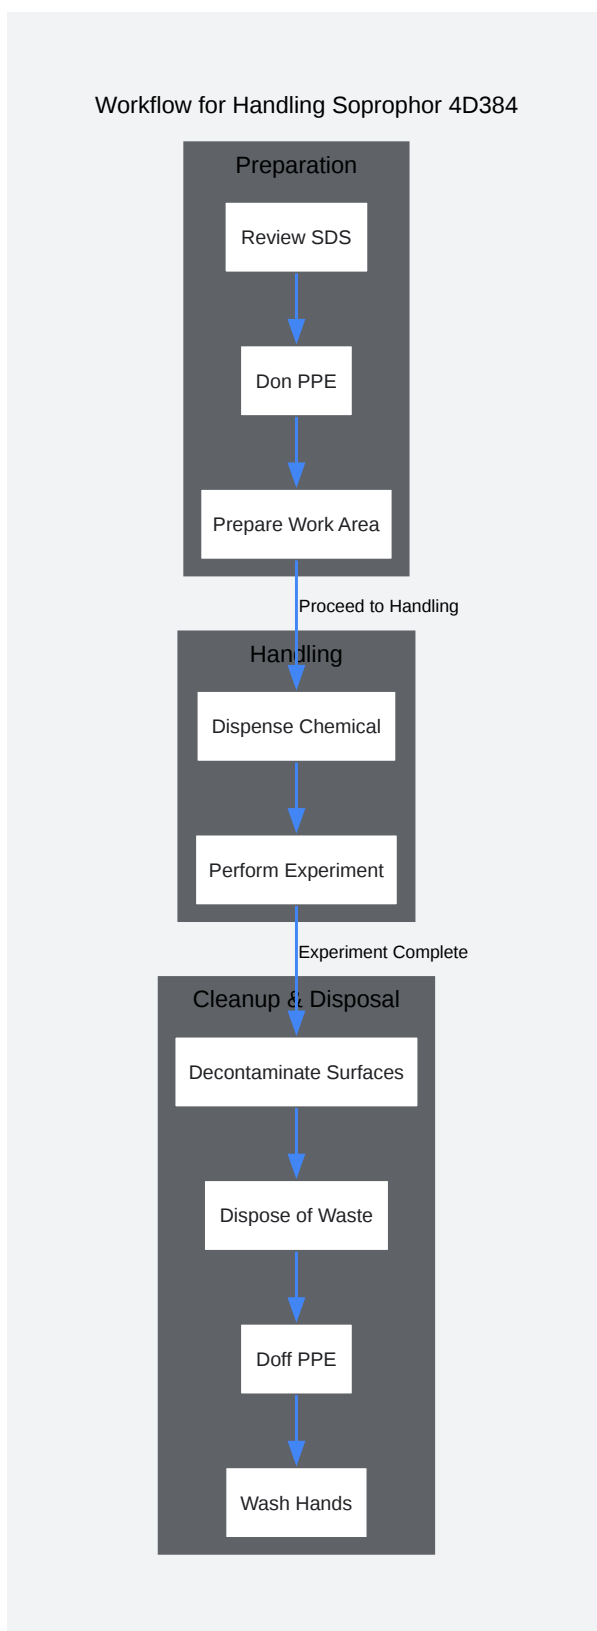 Workflow for Handling Soprophor 4D384
Preparation
Review SDS
Don PPE
Prepare Work Area
Proceed to Handling
Handling
Dispense Chemical
Perform Experiment
Experiment Complete
Cleanup & Disposal
Decontaminate Surfaces
Dispose of Waste
Doff PPE
Wash Hands